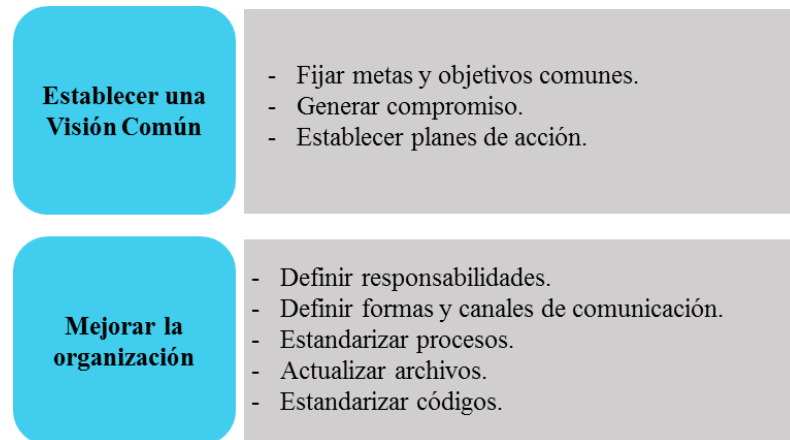 Establecer una
Visión Común
- Fijar metas y objetivos comunes.
- Generar compromiso.
- Establecer planes de acción.
Mejorar la
organización
- Definir responsabilidades.
- Definir formas y canales de comunicación.
- Estandarizar procesos.
- Actualizar archivos.
- Estandarizar códigos.